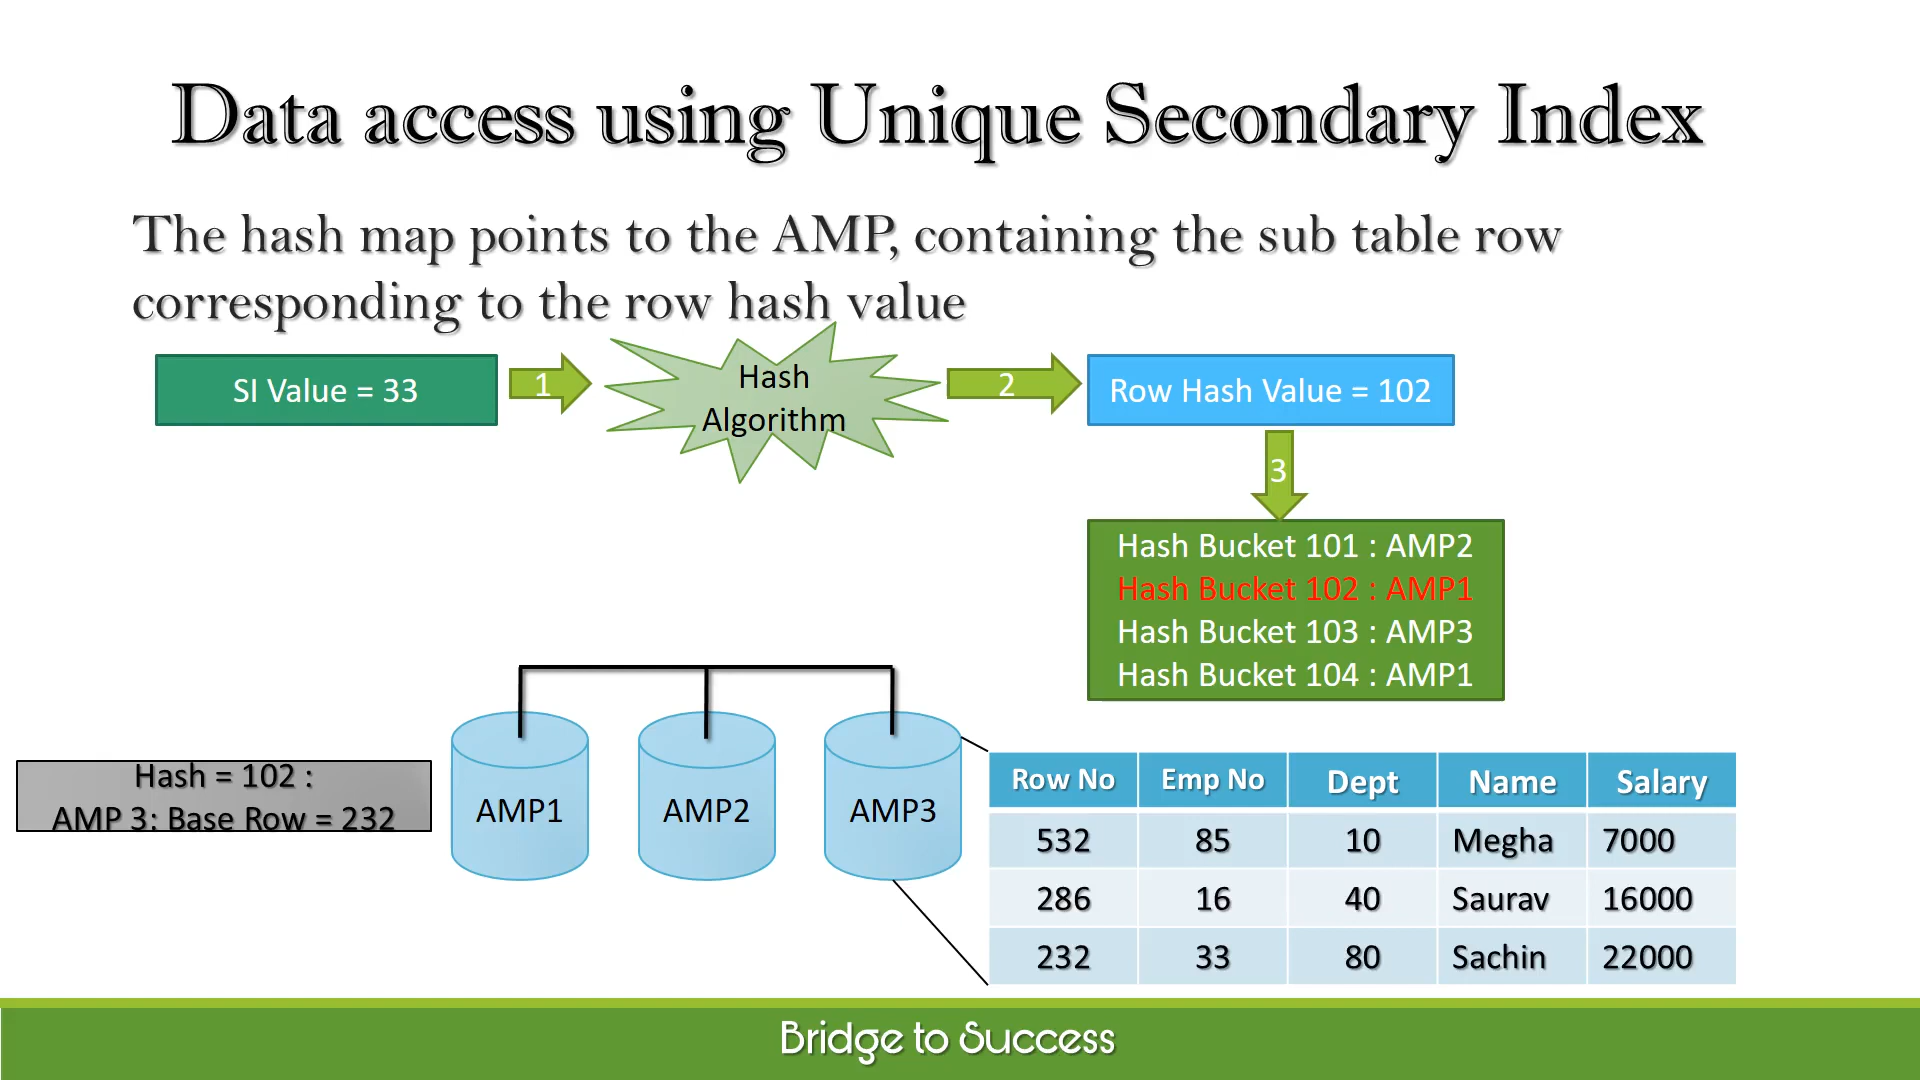 Data access using Unique Secondary Index
The hash map points to the AMP, containing the sub table row
corresponding to the row hash value
SI Value = 33
1
Hash
Algorithm
2
Row Hash Value = 102
3
Hash Bucket 101 : AMP2
Hash Bucket 102 : AMP1
Hash Bucket 103 : AMP3
Hash Bucket 104 : AMP1
Hash = 102 :
AMP 3: Base Row = 232
AMP1
AMP2
AMP3
Row No Emp No Dept Name Salary
532 85 10 Megha 7000
286 16 40 Saurav 16000
232 33 80 Sachin 22000
Bridge to Success